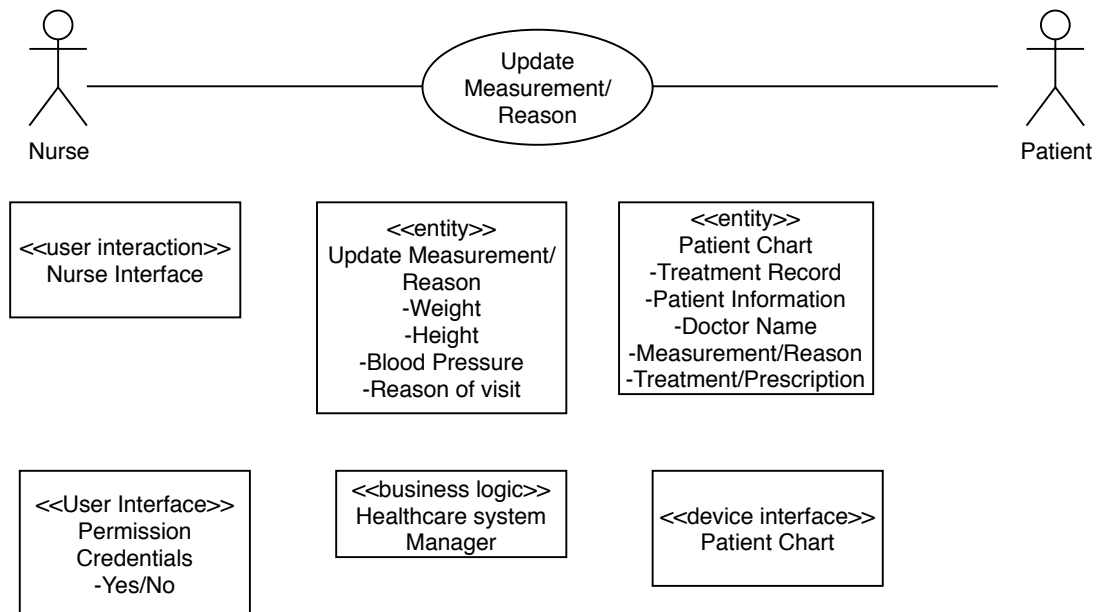 Update
Measurement/
Reason
Nurse
Patient
<<user interaction>>
Nurse Interface
<<entity>>
Update Measurement/
Reason
-Weight
-Height
-Blood Pressure
-Reason of visit
<<entity>>
Patient Chart
-Treatment Record
-Patient Information
-Doctor Name
-Measurement/Reason
-Treatment/Prescription
<<User Interface>>
Permission
Credentials
-Yes/No
<<business logic>>
Healthcare system
Manager
<<device interface>>
Patient Chart